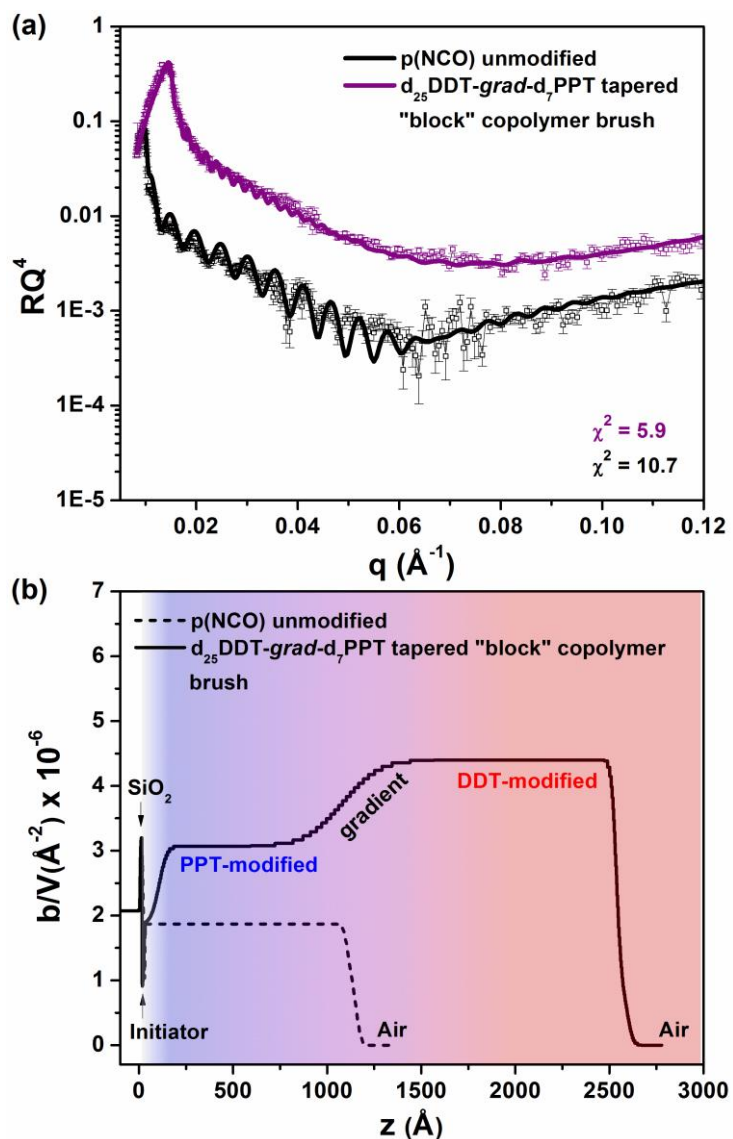 (a)
1
0.1
0.01
1E-3
1E-4
1E-5
RQ⁴
p(NCO) unmodified
d₂₅DDT-grad-d₇PPT tapered
"block" copolymer brush
χ² = 5.9
χ² = 10.7
0.02 0.04 0.06 0.08 0.10 0.12
q (Å⁻¹)
(b)
7
6
5
4
3
2
1
0
b/V(Å⁻²) x 10⁻⁶
p(NCO) unmodified
d₂₅DDT-grad-d₇PPT tapered "block" copolymer
brush
SiO₂
gradient
DDT-modified
PPT-modified
Initiator
Air
Air
0 500 1000 1500 2000 2500 3000
z (Å)